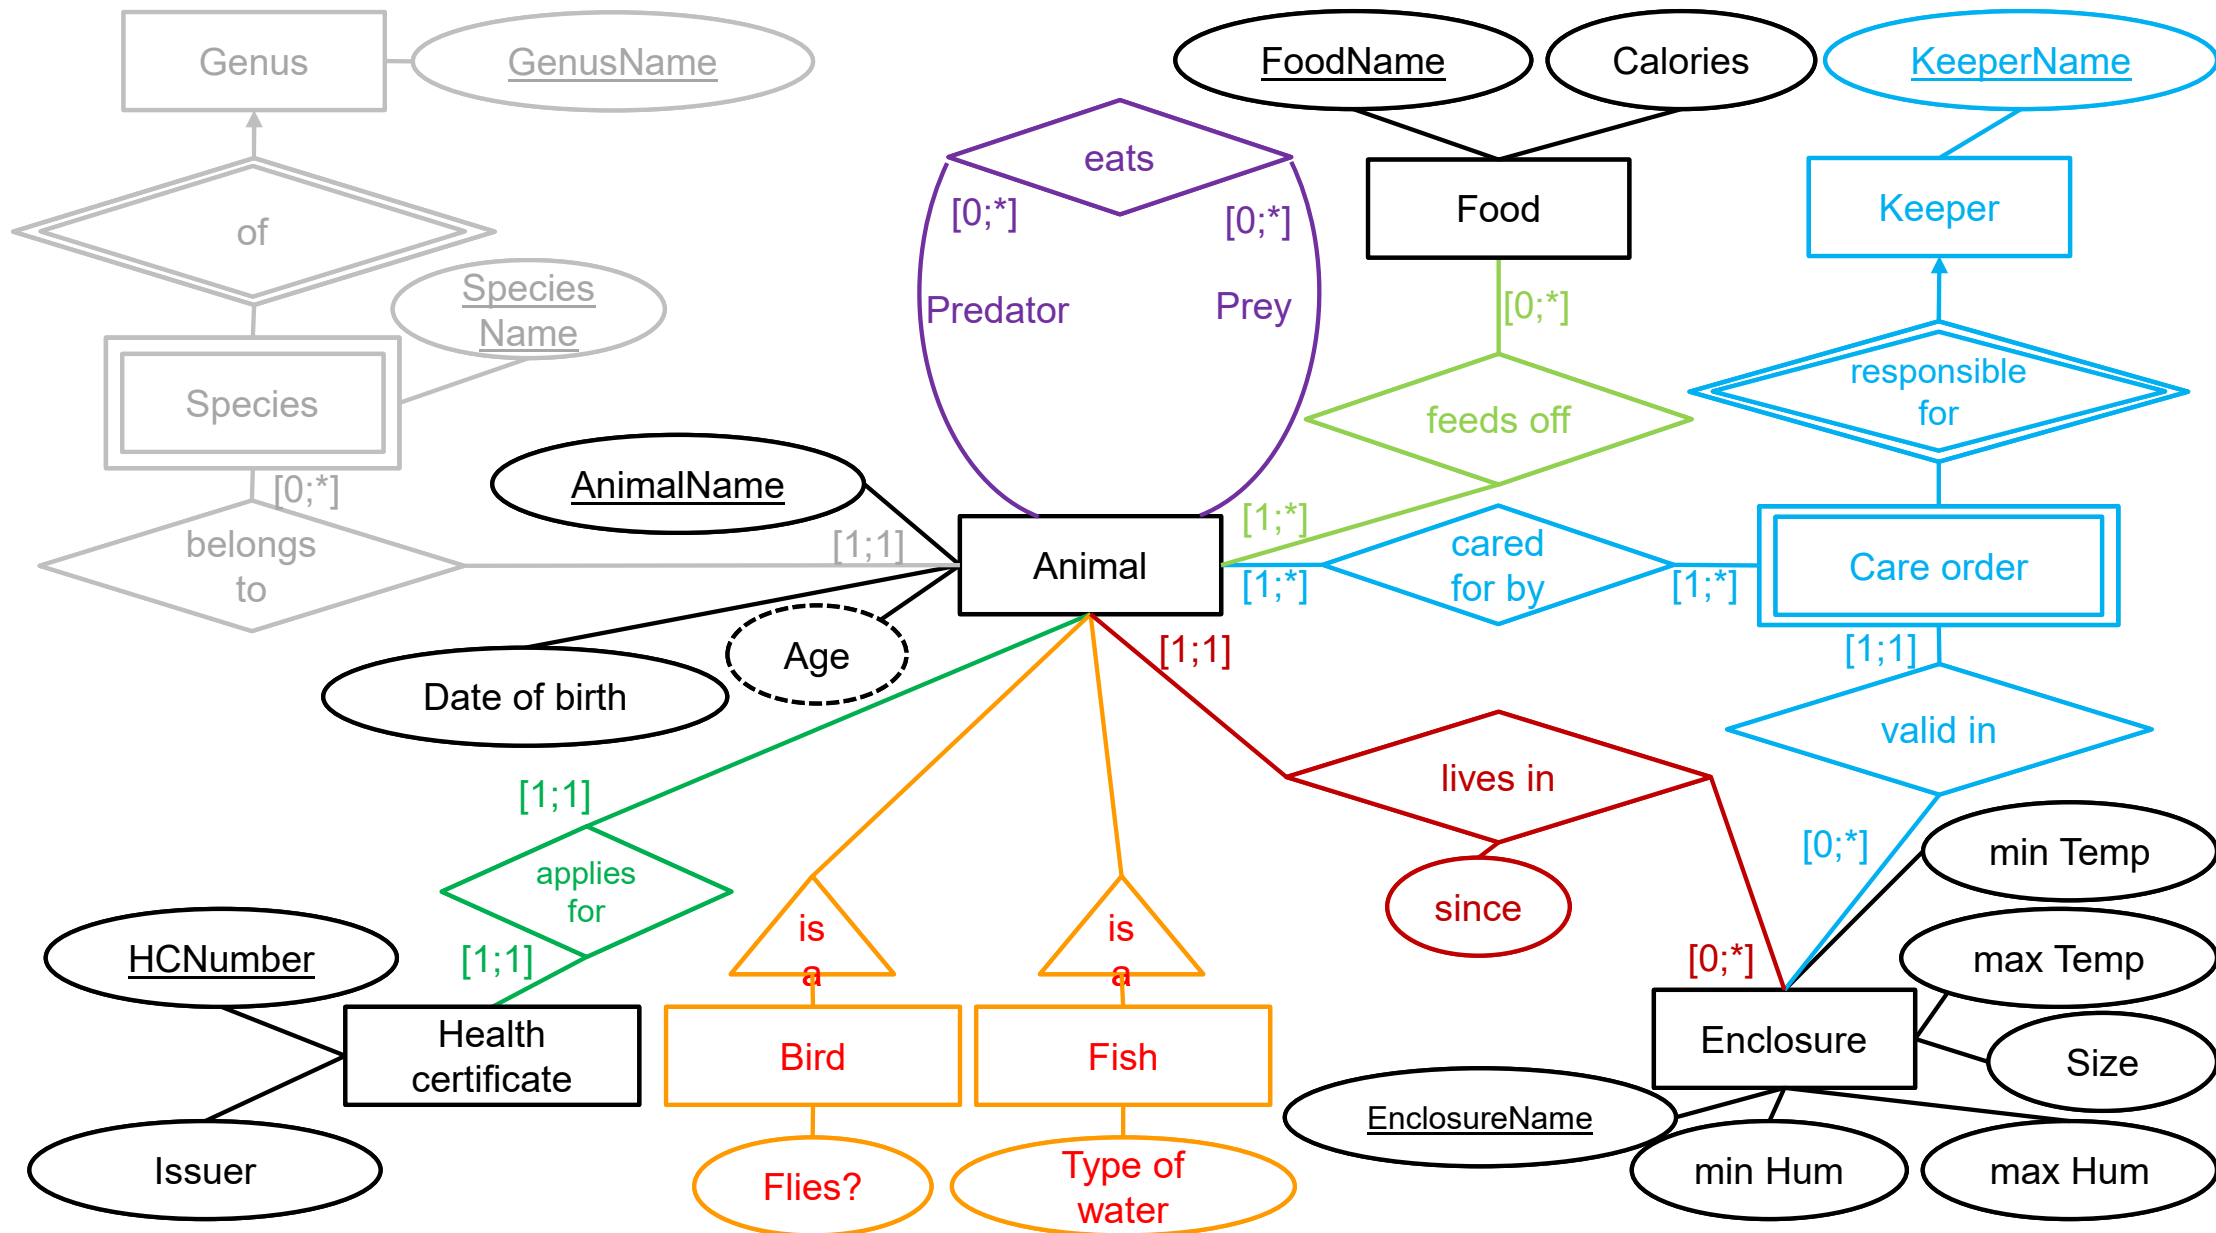 Genus
GenusName
FoodName
Calories
KeeperName
eats
[0;*]
[0;*]
Predator
Prey
Food
Keeper
of
Species
Name
[0;*]
responsible
for
Species
feeds off
[0;*]
AnimalName
belongs
to
[1;1]
Animal
[1;*]
[1;*]
cared
for by
[1;*]
Care order
Age
Date of birth
[1;1]
[1;1]
valid in
[1;1]
lives in
[0;*]
min Temp
applies
for
since
is
a
is
a
HCNumber
[1;1]
[0;*]
max Temp
Health
certificate
Bird
Fish
Enclosure
Size
EnclosureName
Issuer
Flies?
Type of
water
min Hum
max Hum